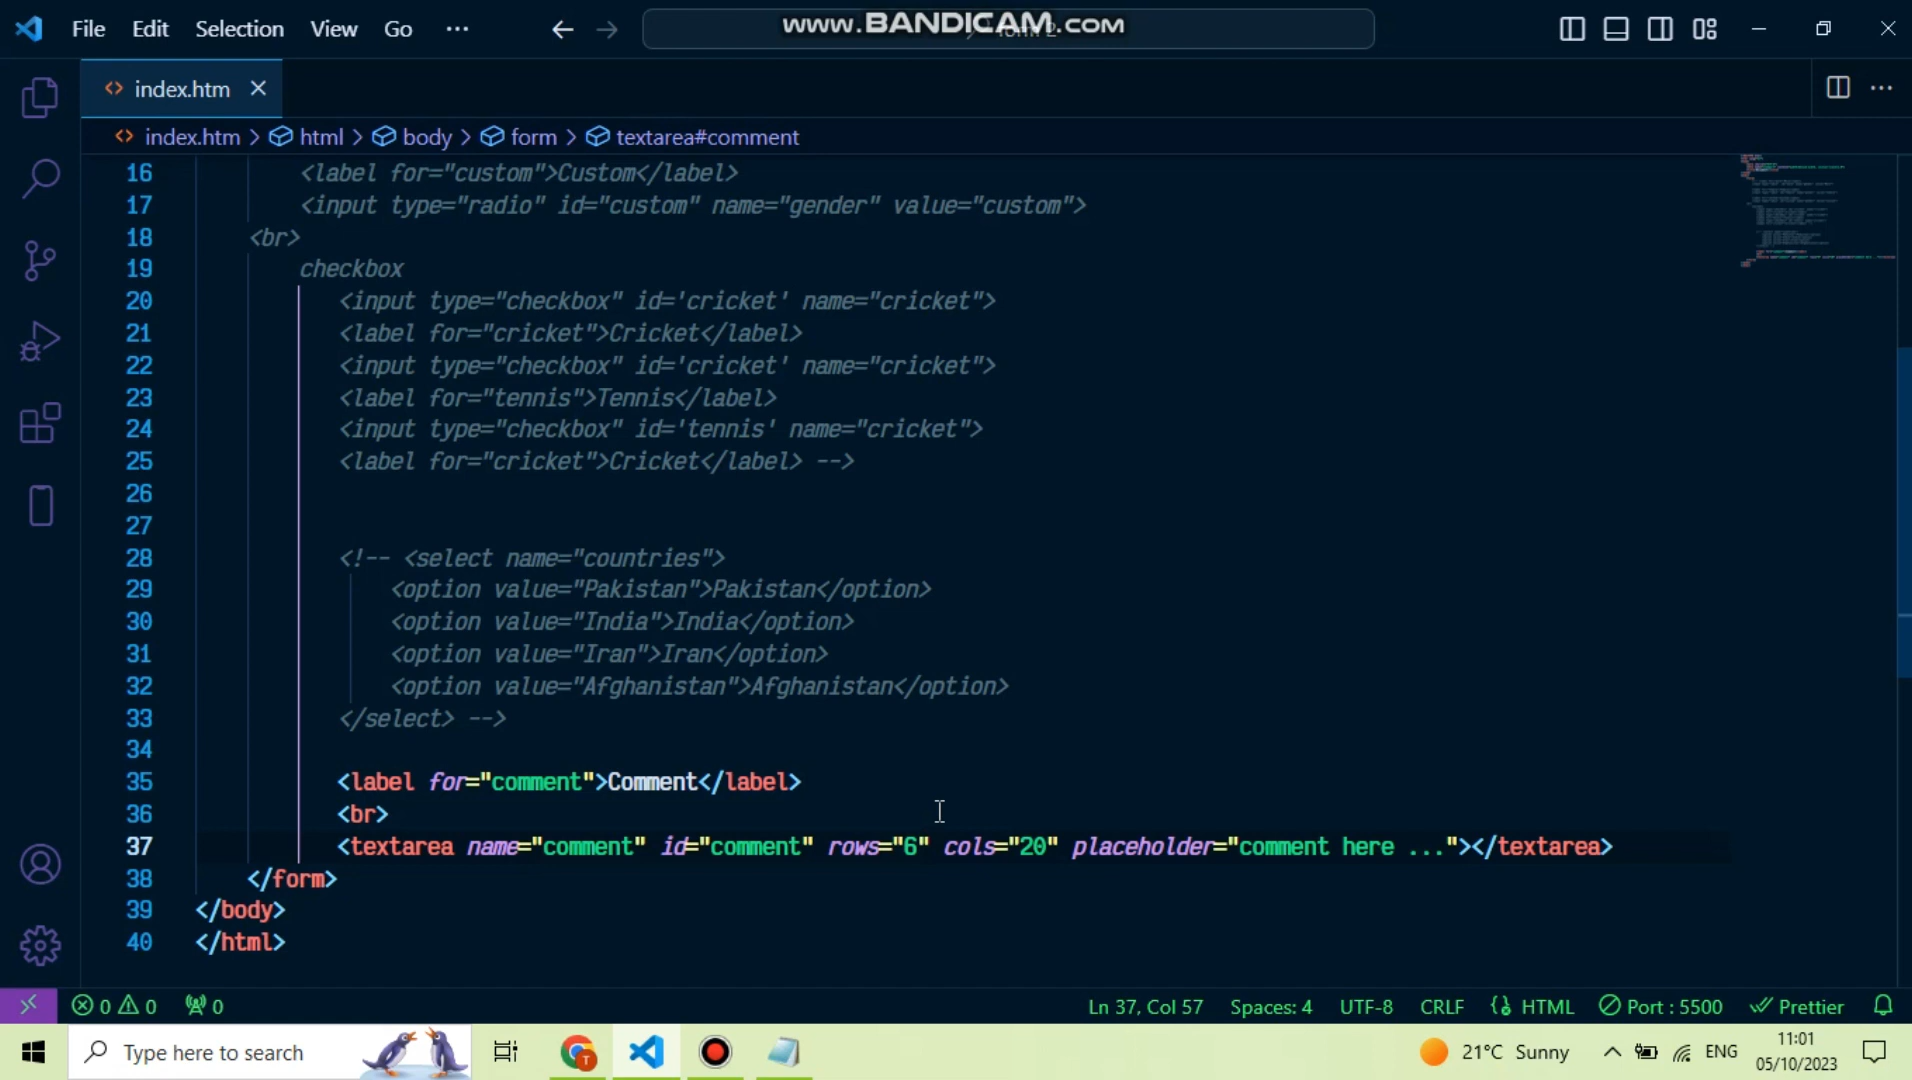 File Edit Selection View Go ···
www.BANDICAM.com
index.htm
index.htm > html > body > form > textarea#comment
16 <label for="custom">Custom</label>
17 <input type="radio" id="custom" name="gender" value="custom">
18 <br>
19 checkbox
20 <input type="checkbox" id='cricket' name="cricket">
21 <label for="cricket">Cricket</label>
22 <input type="checkbox" id='cricket' name="cricket">
23 <label for="tennis">Tennis</label>
24 <input type="checkbox" id='tennis' name="cricket">
25 <label for="cricket">Cricket</label> -->
26
27
28 <!-- <select name="countries">
29 <option value="Pakistan">Pakistan</option>
30 <option value="India">India</option>
31 <option value="Iran">Iran</option>
32 <option value="Afghanistan">Afghanistan</option>
33 </select> -->
34
35 <label for="comment">Comment</label>
36 <br>
37 <textarea name="comment" id="comment" rows="6" cols="20" placeholder="comment here ..."></textarea>
38 </form>
39 </body>
40 </html>
0 0 0 Ln 37, Col 57 Spaces: 4 UTF-8 CRLF HTML Port : 5500 Prettier
Type here to search T 21°C Sunny ENG 11:01
05/10/2023